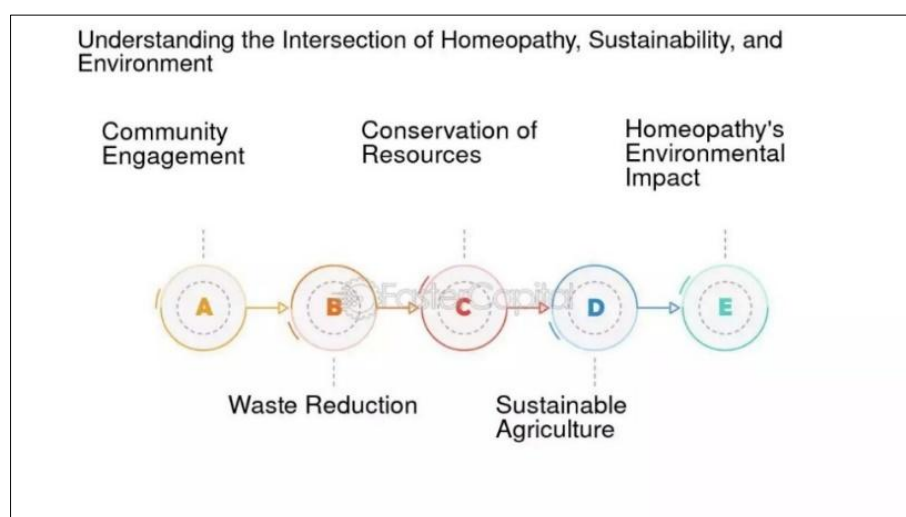 Understanding the Intersection of Homeopathy, Sustainability, and
Environment
Community
Engagement
Conservation of
Resources
Homeopathy's
Environmental
Impact
A
B
C
D
E
FasterCapital
Waste Reduction
Sustainable
Agriculture